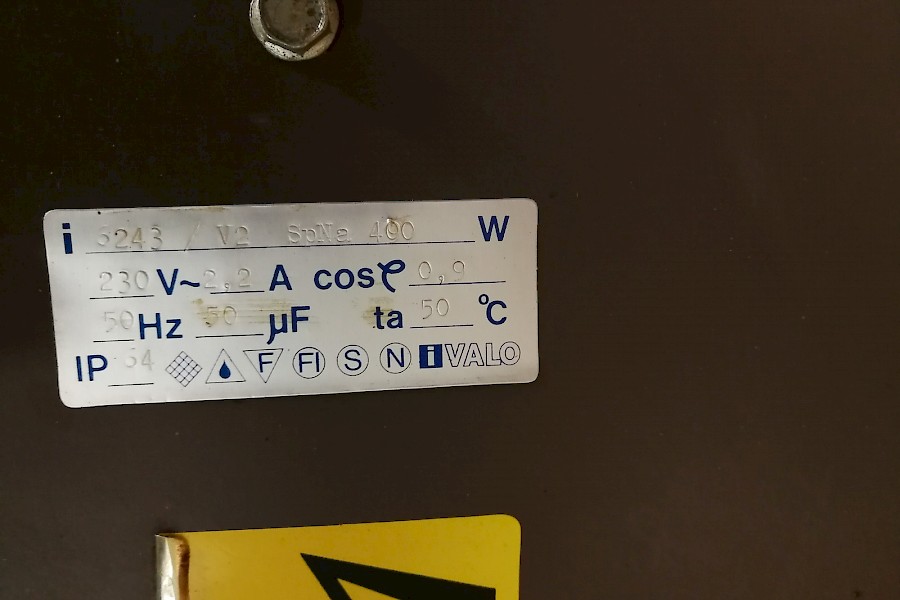 i 6243 / V2 SpNa 400 W
230 V~ 2,2 A cosφ 0,9
50 Hz 50 µF ta 50 °C
IP 54 F FI S N iVALO